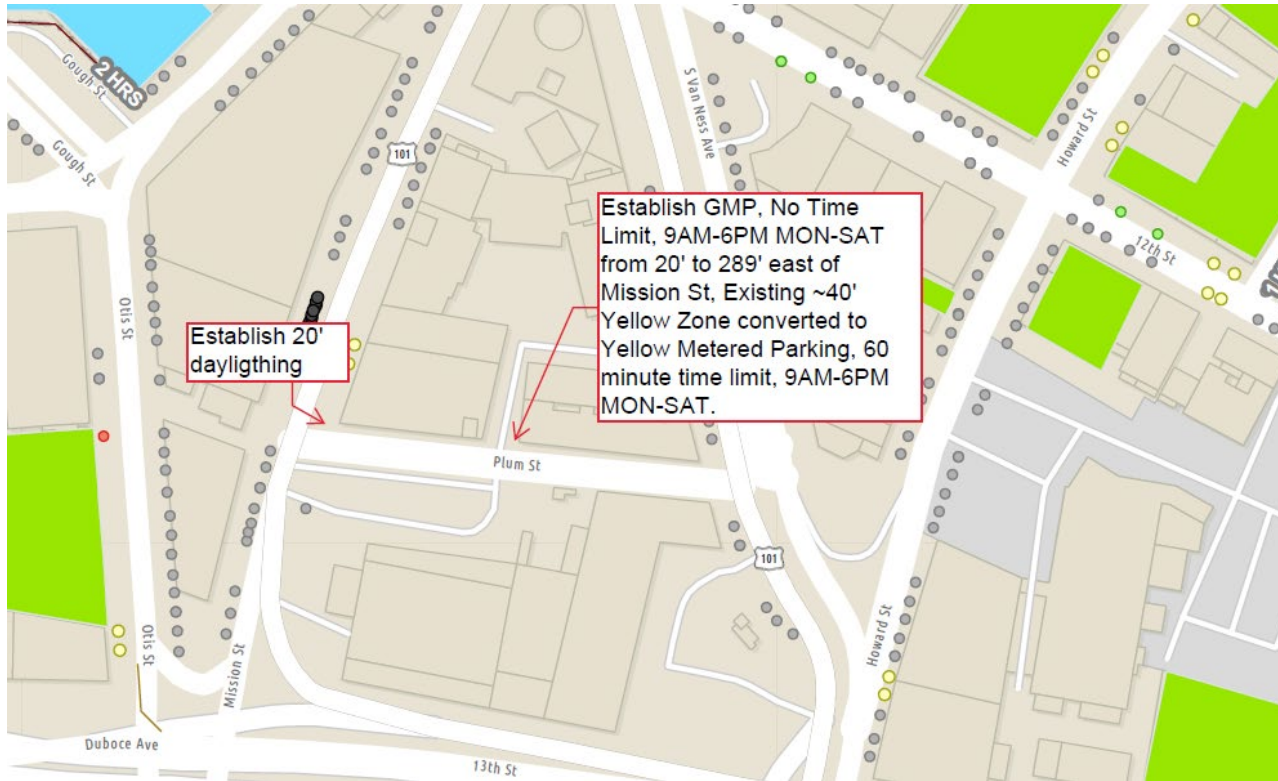 2 HRS
Gough St
Gough St
101
S Van Ness Ave
Howard St
12th St
Otis St
Establish 20'
dayligthing
Establish GMP, No Time
Limit, 9AM-6PM MON-SAT
from 20' to 289' east of
Mission St, Existing ~40'
Yellow Zone converted to
Yellow Metered Parking, 60
minute time limit, 9AM-6PM
MON-SAT.
Plum St
101
Otis St
Mission St
Howard St
Duboce Ave
13th St